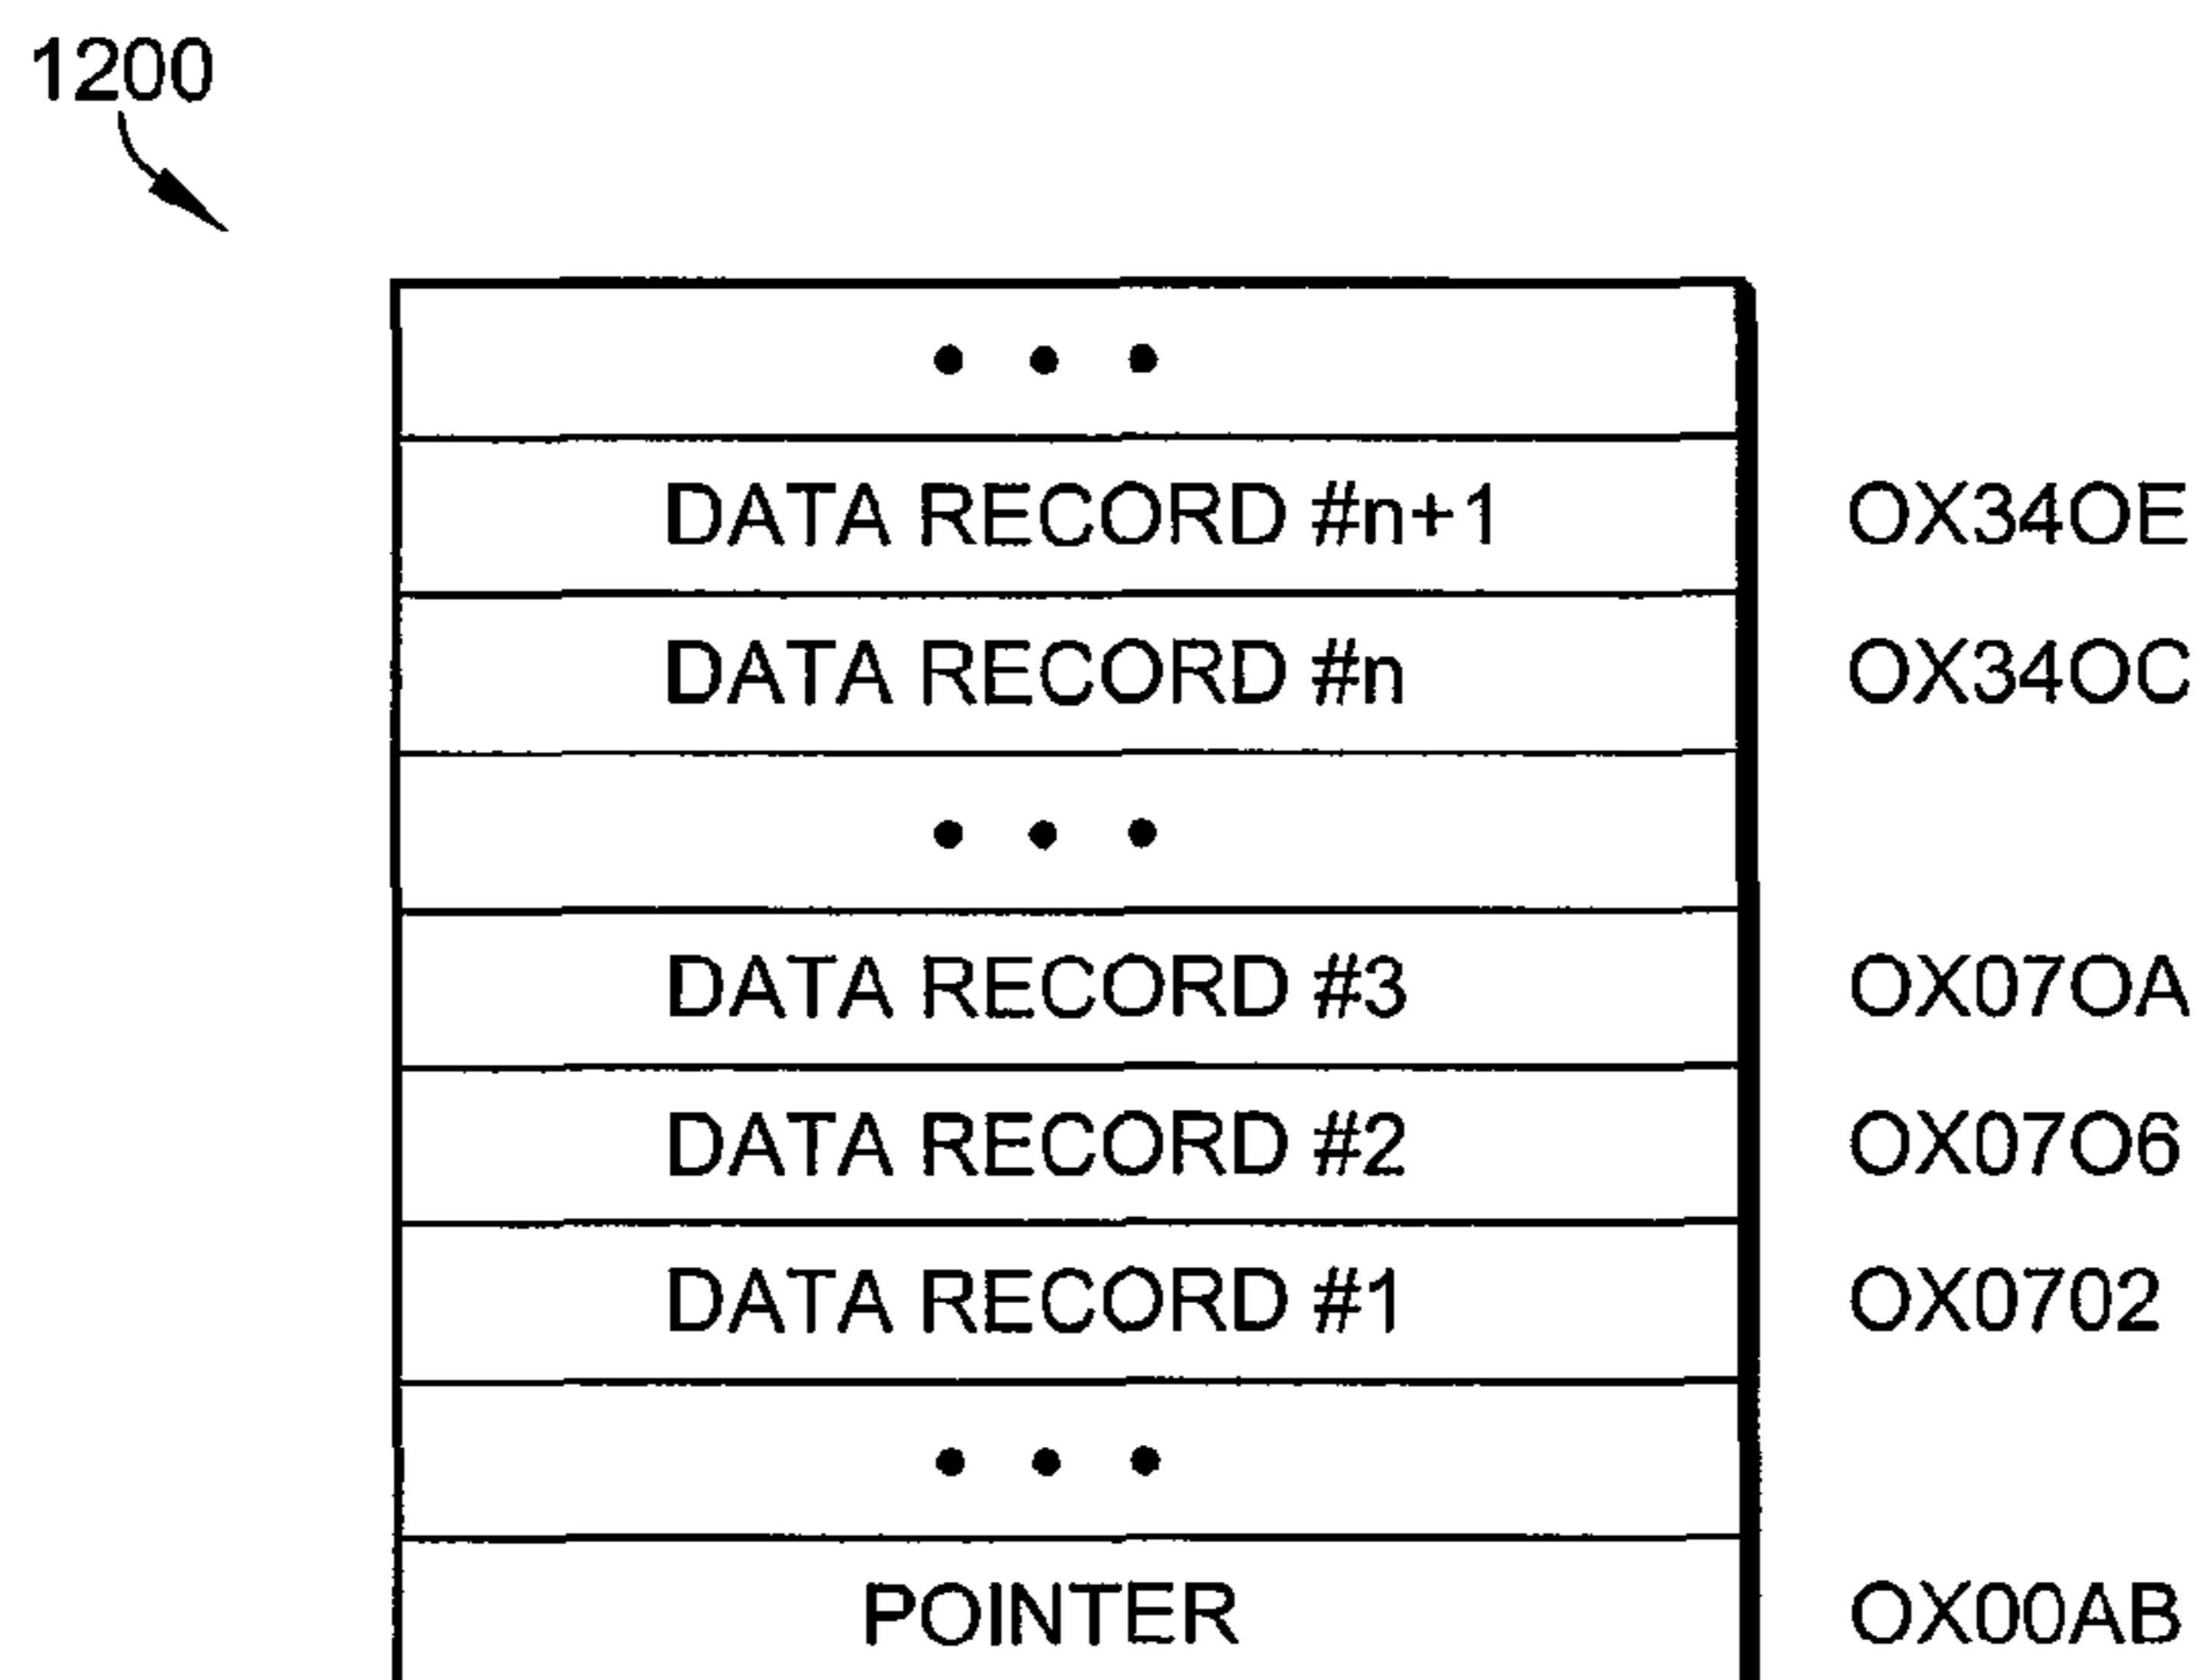 1200
• • •
DATA RECORD #n+1 OX34OE
DATA RECORD #n OX34OC
• • •
DATA RECORD #3 OX07OA
DATA RECORD #2 OX07O6
DATA RECORD #1 OX0702
• • •
POINTER OX00AB